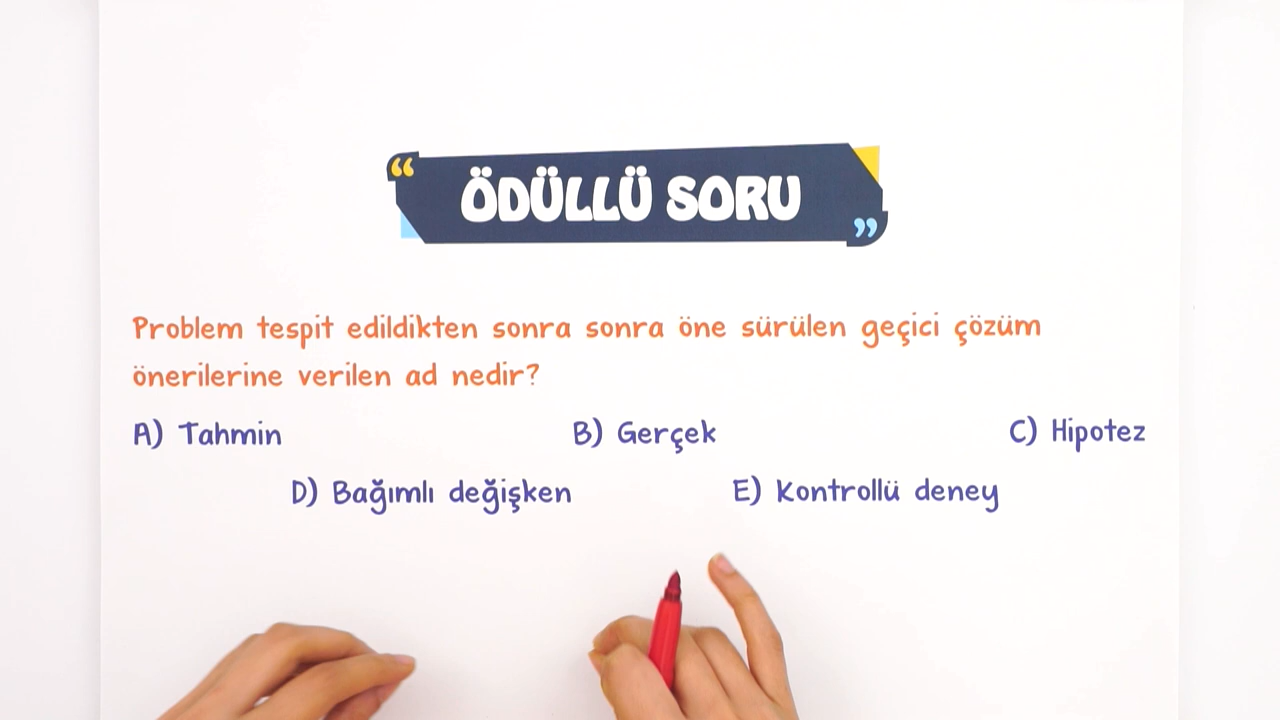 “ ÖDÜLLÜ SORU ”
Problem tespit edildikten sonra sonra öne sürülen geçici çözüm
önerilerine verilen ad nedir?
A) Tahmin B) Gerçek C) Hipotez
D) Bağımlı değişken E) Kontrollü deney